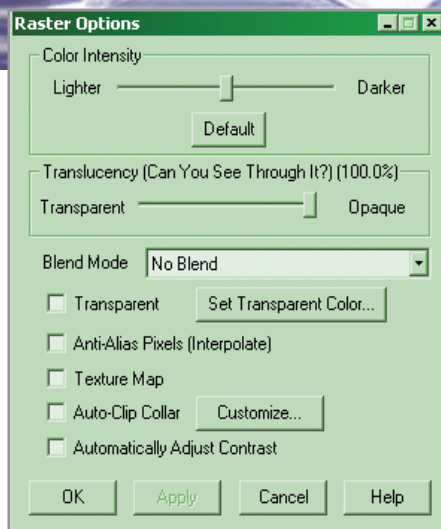 Raster Options
Color Intensity
Lighter Darker
Default
Translucency (Can You See Through It?) (100.0%)
Transparent Opaque
Blend Mode No Blend
Transparent Set Transparent Color...
Anti-Alias Pixels (Interpolate)
Texture Map
Auto-Clip Collar Customize...
Automatically Adjust Contrast
OK Apply Cancel Help